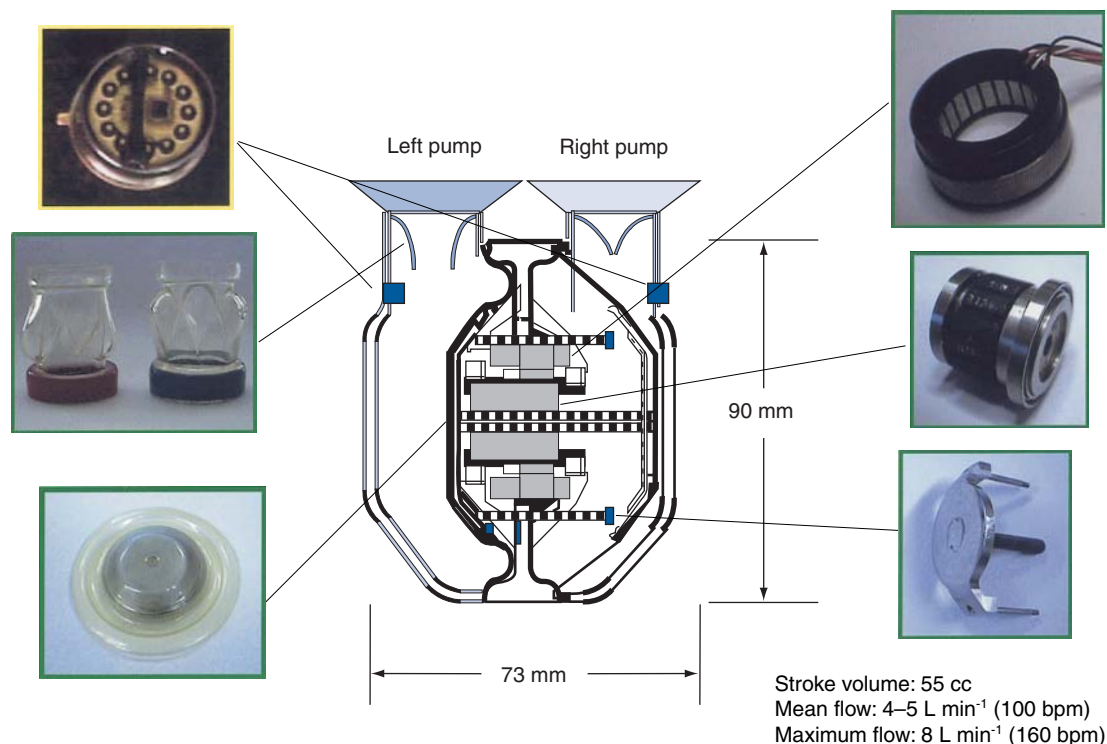 Left pump
Right pump
90 mm
73 mm
Stroke volume: 55 cc
Mean flow: 4–5 L min⁻¹ (100 bpm)
Maximum flow: 8 L min⁻¹ (160 bpm)